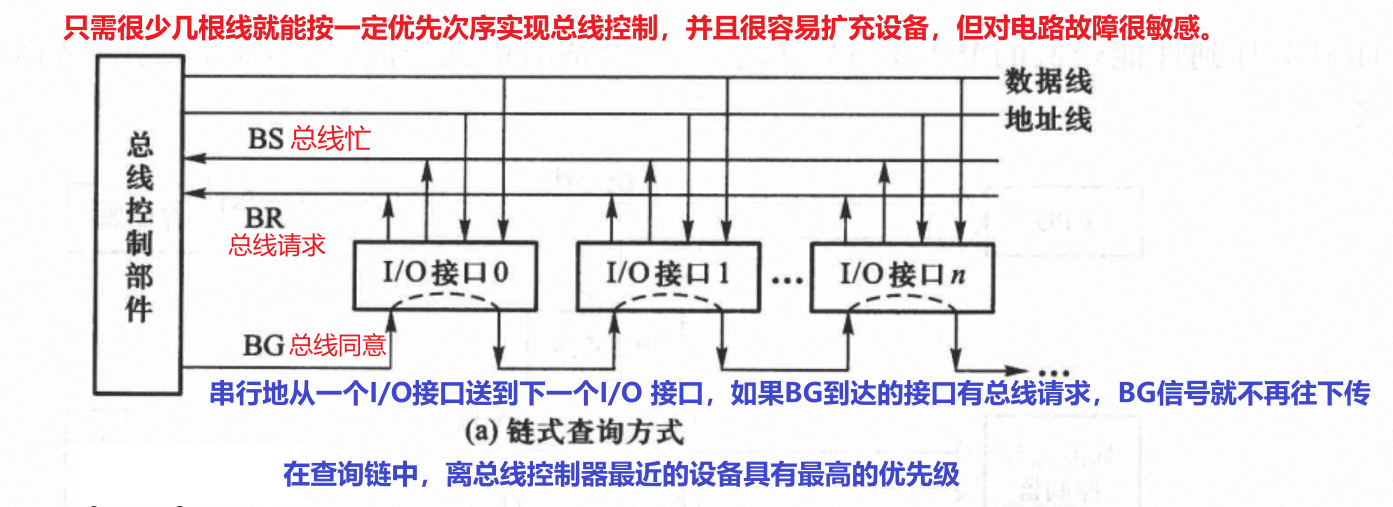 只需很少几根线就能按一定优先次序实现总线控制，并且很容易扩充设备，但对电路故障很敏感。
数据线
地址线
总线控制部件
BS 总线忙
BR
总线请求
I/O 接口 0
I/O 接口 1
···
I/O 接口 n
BG 总线同意
···
串行地从一个I/O接口送到下一个I/O 接口，如果BG到达的接口有总线请求，BG信号就不再往下传
(a) 链式查询方式
在查询链中，离总线控制器最近的设备具有最高的优先级